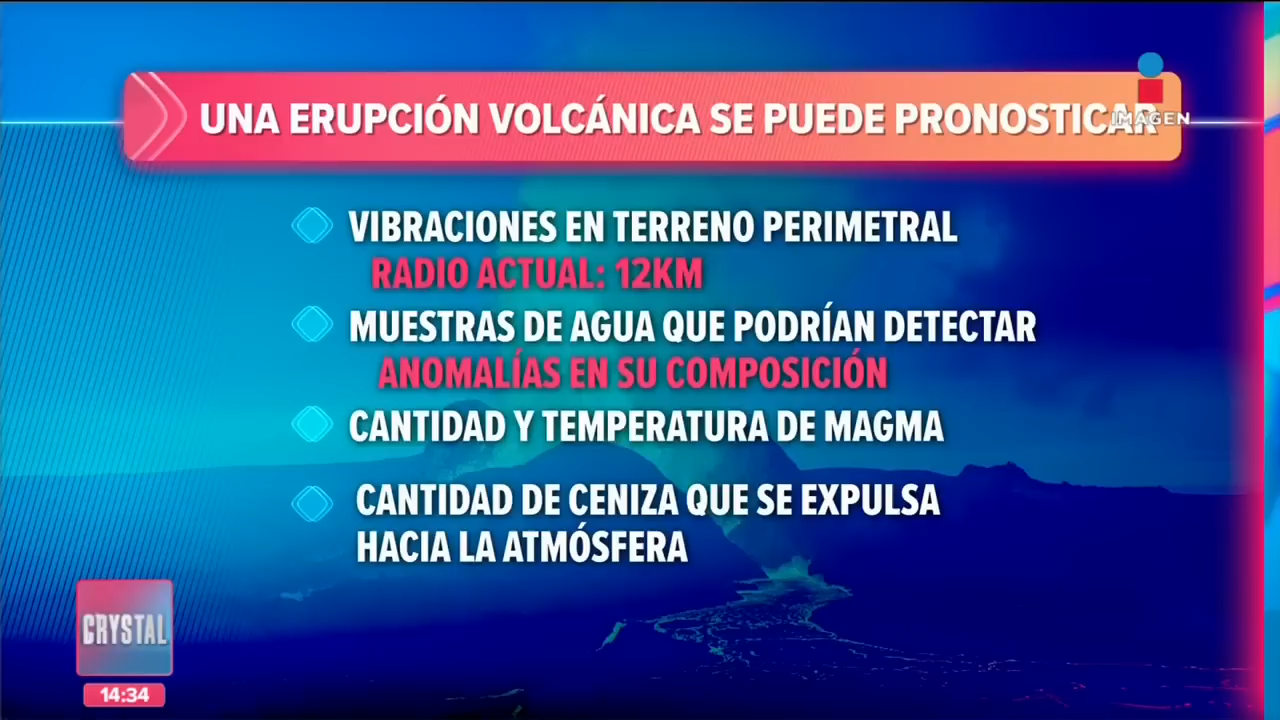 UNA ERUPCIÓN VOLCÁNICA SE PUEDE PRONOSTICAR
IMAGEN
VIBRACIONES EN TERRENO PERIMETRAL
RADIO ACTUAL: 12KM
MUESTRAS DE AGUA QUE PODRÍAN DETECTAR
ANOMALÍAS EN SU COMPOSICIÓN
CANTIDAD Y TEMPERATURA DE MAGMA
CANTIDAD DE CENIZA QUE SE EXPULSA
HACIA LA ATMÓSFERA
CRYSTAL
14:34